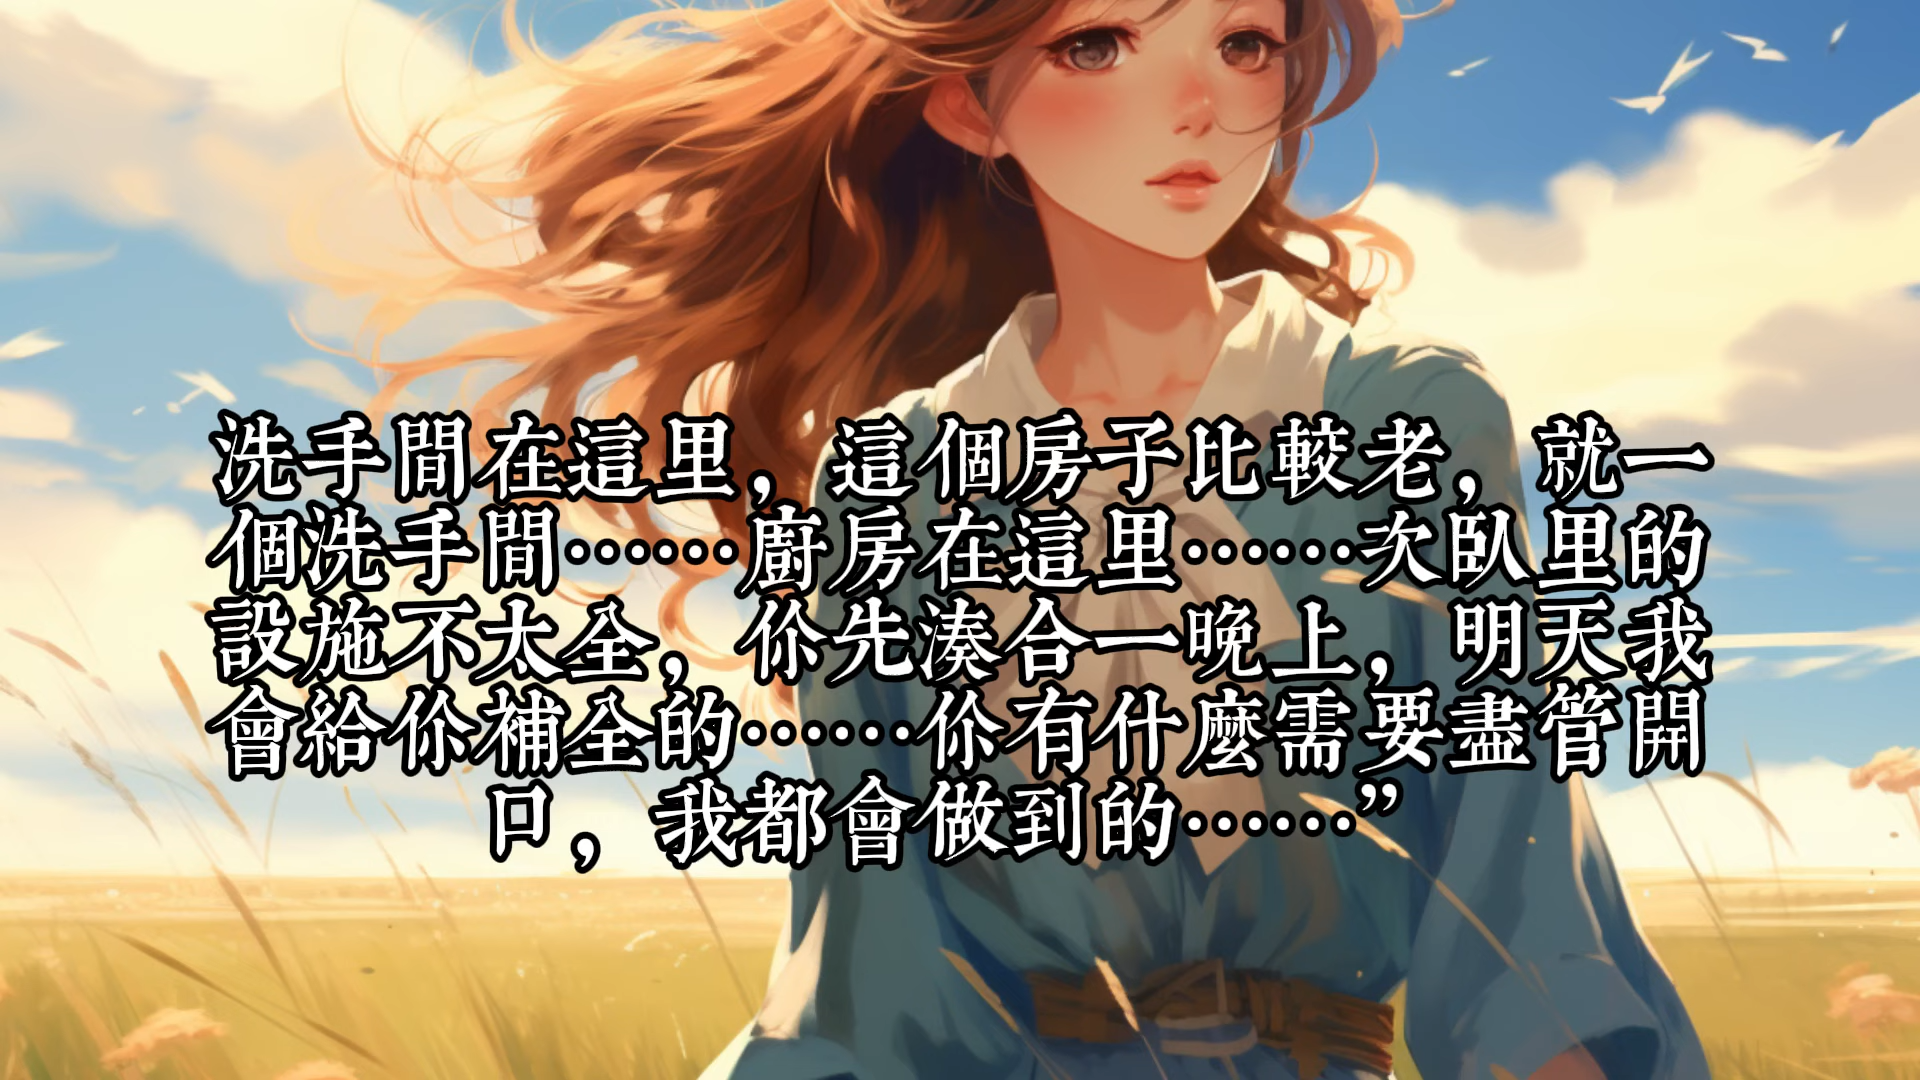 洗手間在這里，這個房子比較老，就一
個洗手間……廚房在這里……次臥里的
設施不太全，你先湊合一晚上，明天我
會給你補全的……你有什麼需要盡管開
口，我都會做到的……”